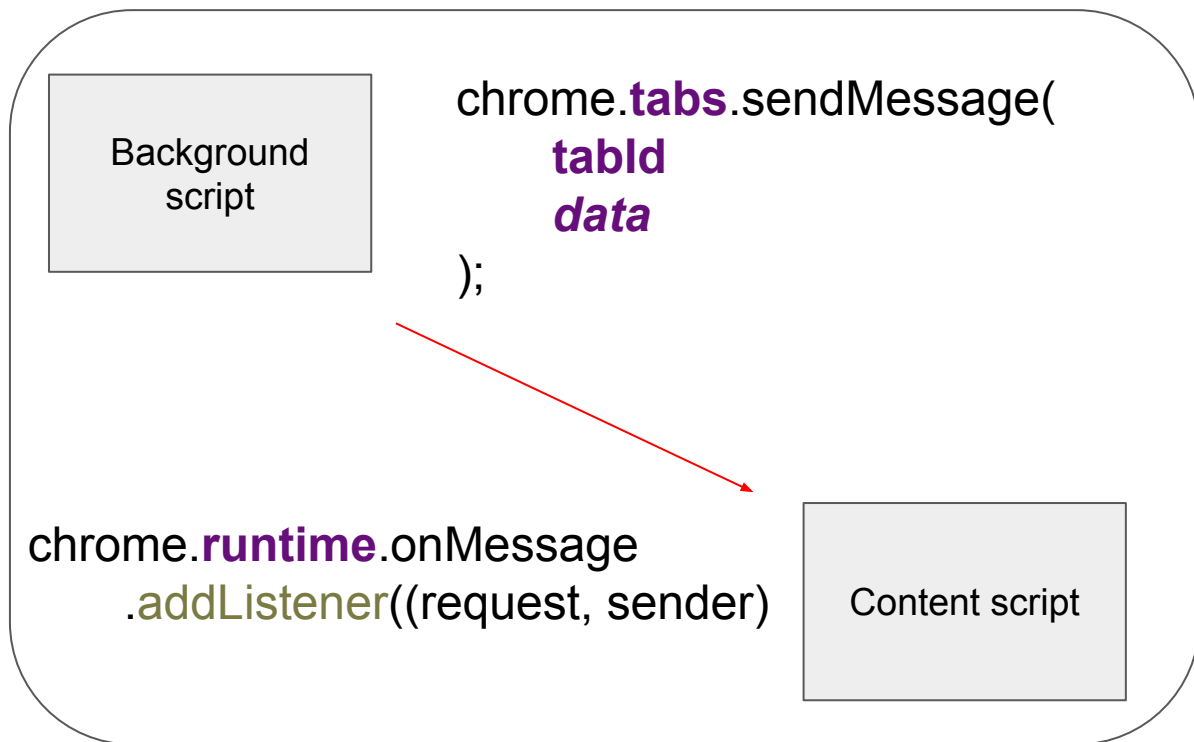 Background
script
chrome.tabs.sendMessage(
tabId
data
);
chrome.runtime.onMessage
.addListener((request, sender)
Content script